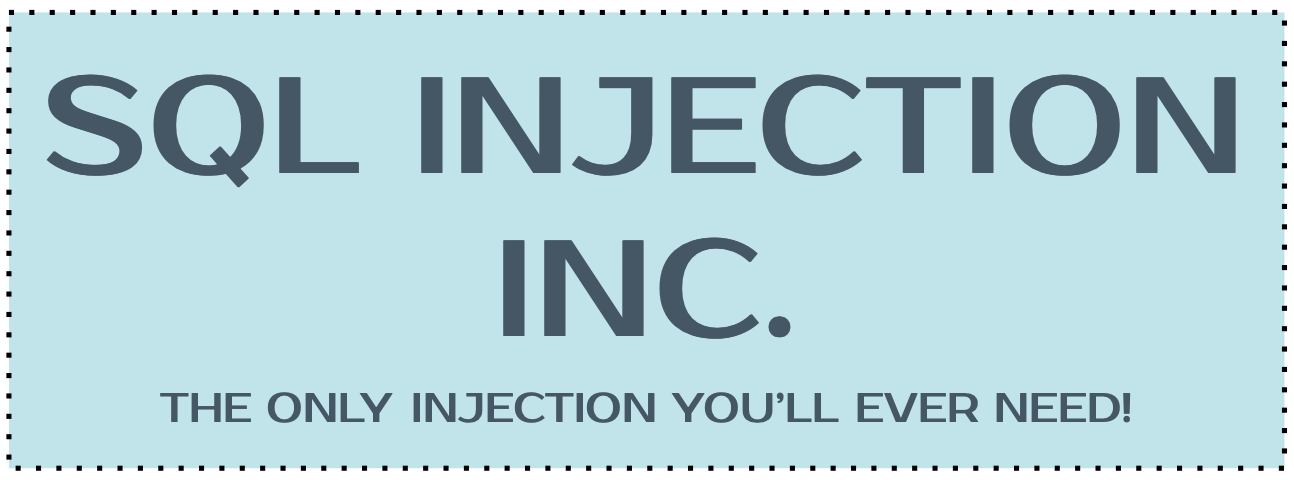 SQL INJECTION
INC.
THE ONLY INJECTION YOU’LL EVER NEED!